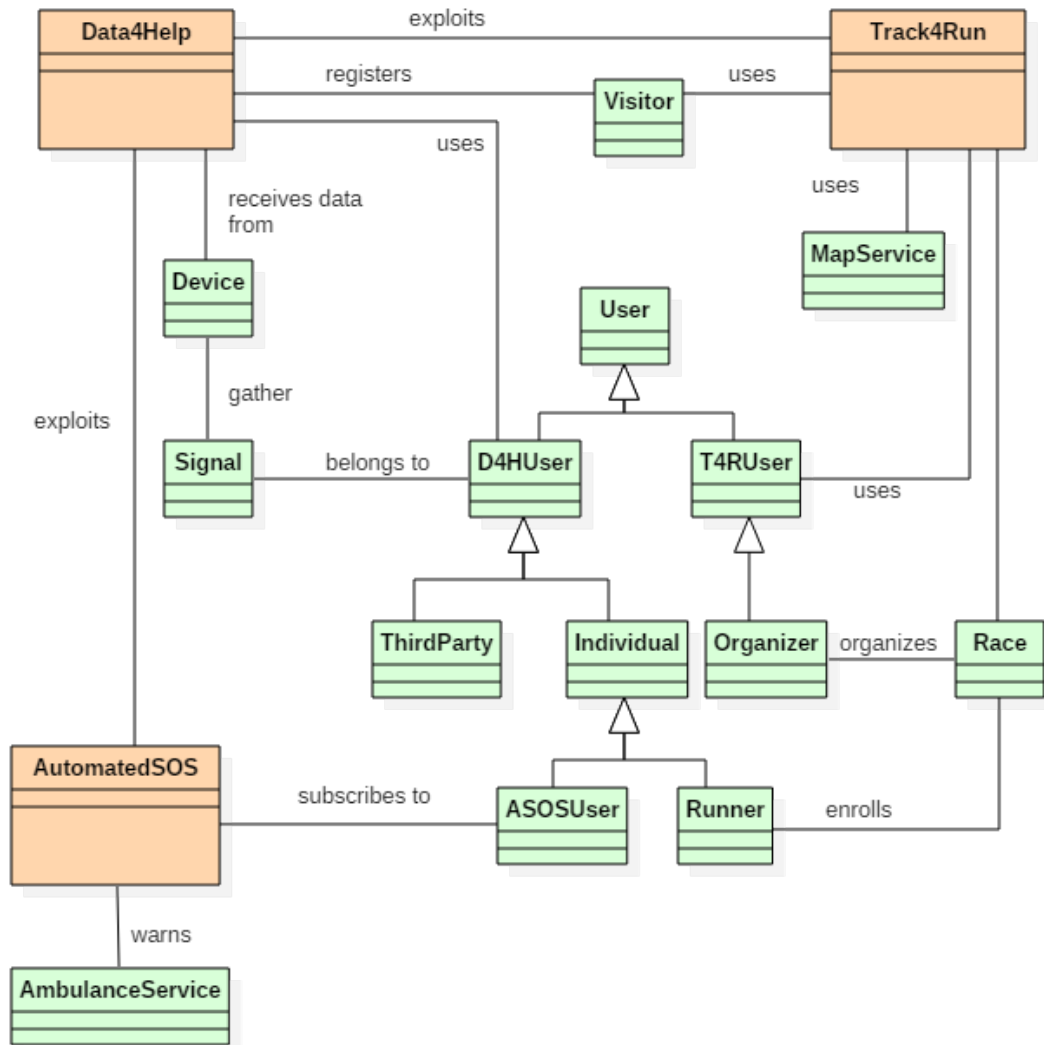 exploits
Data4Help
Track4Run
registers
uses
Visitor
uses
uses
receives data
from
MapService
Device
User
gather
exploits
Signal
belongs to
D4HUser
T4RUser
uses
ThirdParty
Individual
Organizer
organizes
Race
AutomatedSOS
subscribes to
ASOSUser
Runner
enrolls
warns
AmbulanceService